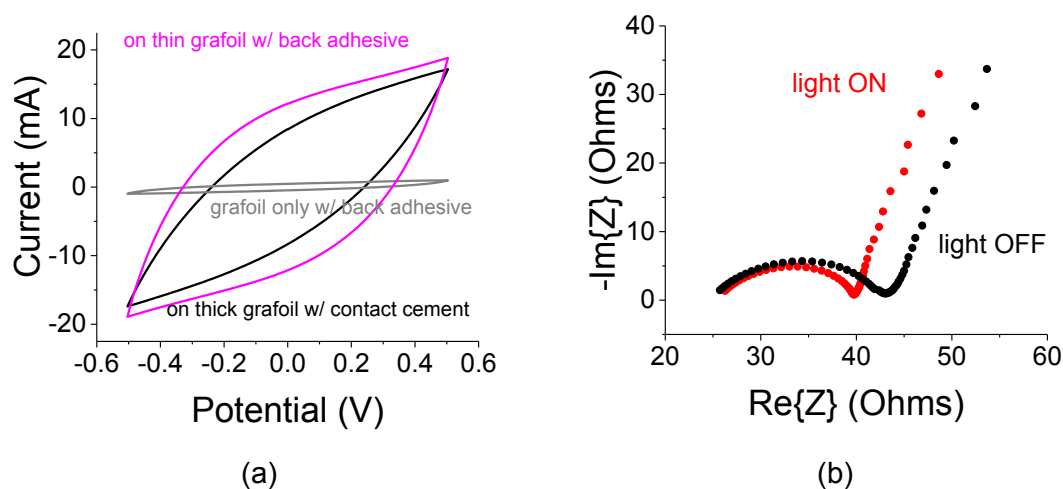 on thin grafoil w/ back adhesive
20
10
0
-10
-20
grafoil only w/ back adhesive
on thick grafoil w/ contact cement
-0.6 -0.4 -0.2 0.0 0.2 0.4 0.6
Current (mA)
Potential (V)
(a)
40
30
20
10
0
light ON
light OFF
20 30 40 50 60
-Im{Z} (Ohms)
Re{Z} (Ohms)
(b)